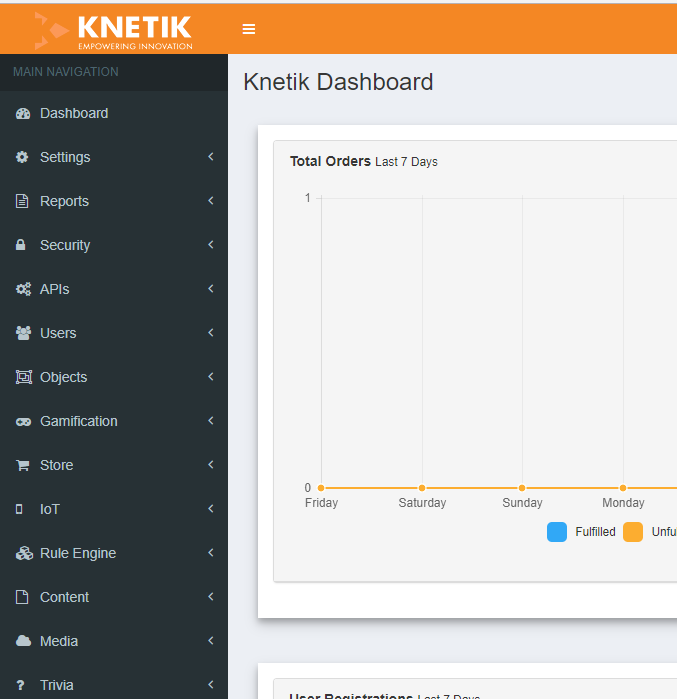 KNETIK
EMPOWERING INNOVATION
MAIN NAVIGATION
Dashboard
Settings
Reports
Security
APIs
Users
Objects
Gamification
Store
IoT
Rule Engine
Content
Media
Trivia
Knetik Dashboard
Total Orders Last 7 Days
1
0
Friday Saturday Sunday Monday
Fulfilled Unfu
User Registrations Last 7 Days